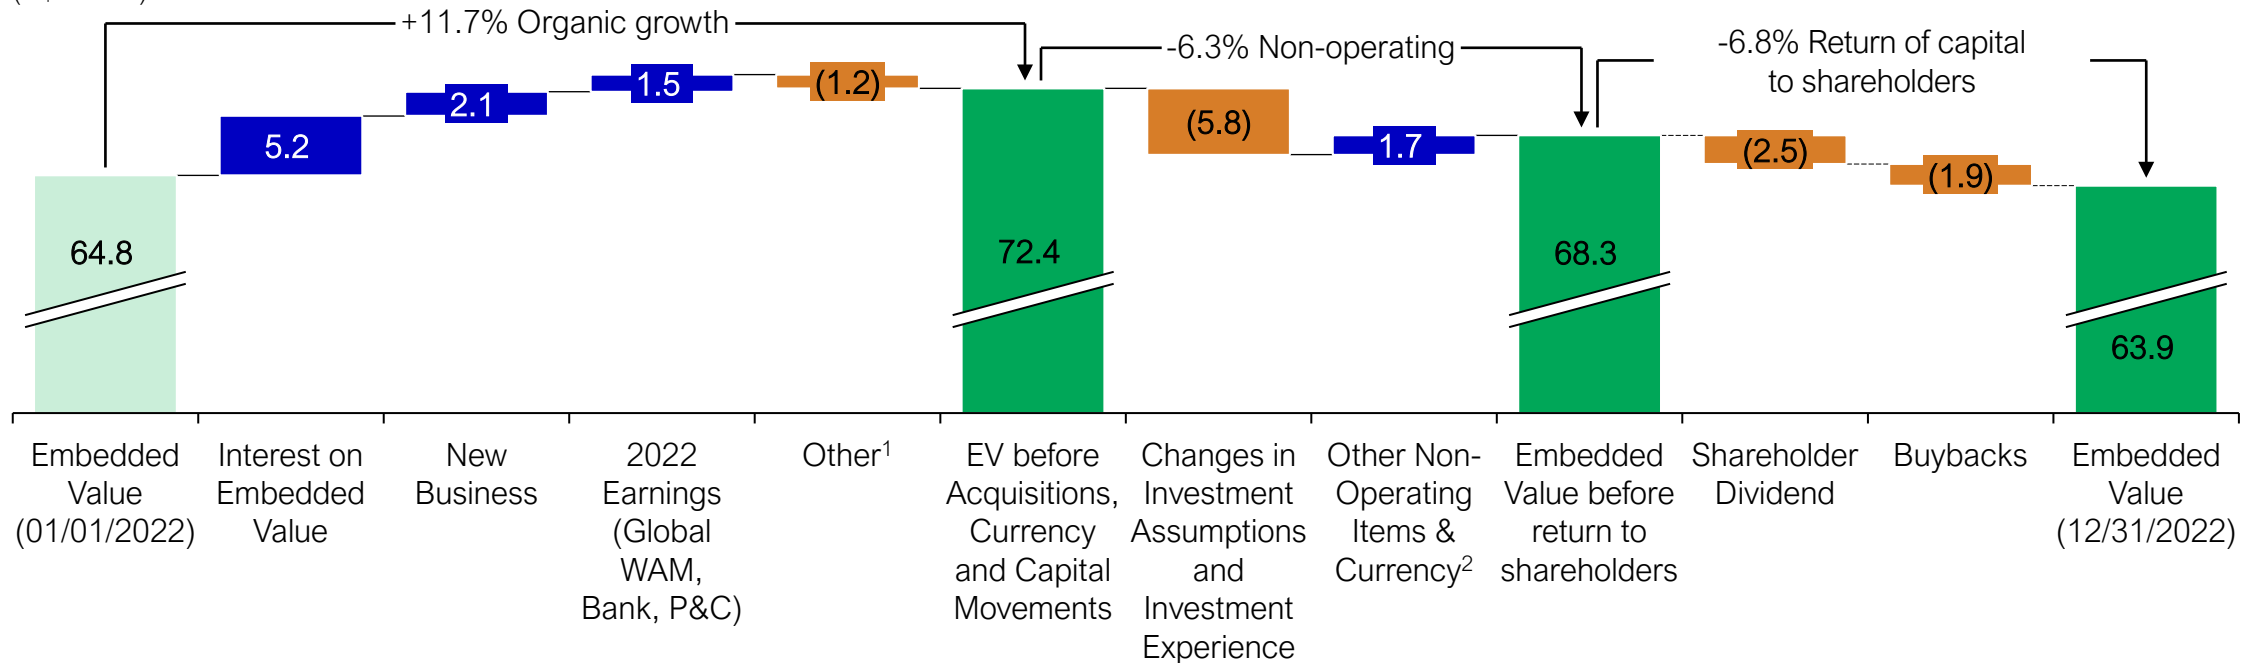 +11.7% Organic growth
-6.3% Non-operating
-6.8% Return of capital
to shareholders
64.8
5.2
2.1
1.5
(1.2)
72.4
(5.8)
1.7
68.3
(2.5)
(1.9)
63.9
Embedded
Value
(01/01/2022)
Interest on
Embedded
Value
New
Business
2022
Earnings
(Global
WAM,
Bank, P&C)
Other¹
EV before
Acquisitions,
Currency
and Capital
Movements
Changes in
Investment
Assumptions
and
Investment
Experience
Other Non-
Operating
Items &
Currency²
Embedded
Value before
return to
shareholders
Shareholder
Dividend
Buybacks
Embedded
Value
(12/31/2022)